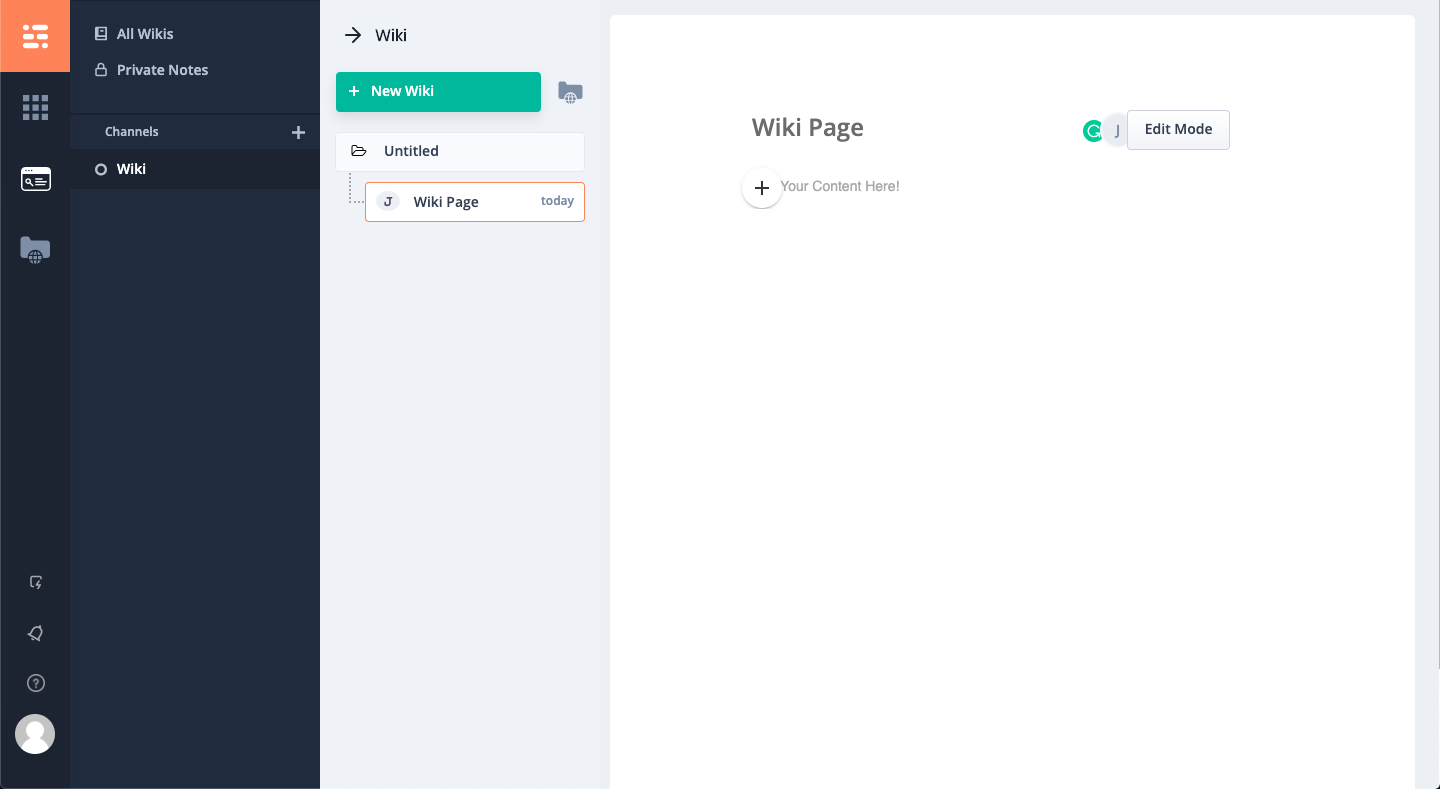 All Wikis
Private Notes
Channels
Wiki
Wiki
New Wiki
Untitled
J Wiki Page today
Wiki Page
J
Edit Mode
Your Content Here!